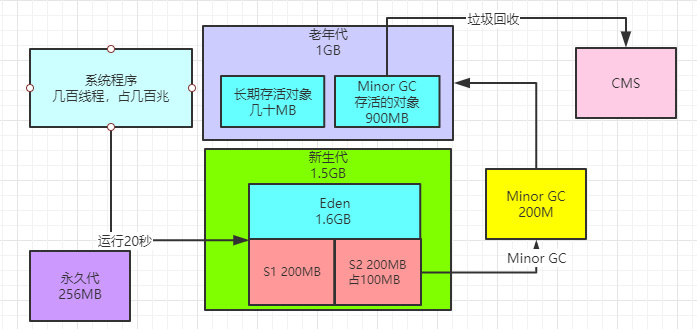 老年代
1GB
垃圾回收
系统程序
几百线程，占几百兆
长期存活对象
几十MB
Minor GC
存活的对象
900MB
CMS
新生代
1.5GB
Eden
1.6GB
Minor GC
200M
运行20秒
S1 200MB
S2 200MB
占100MB
Minor GC
永久代
256MB